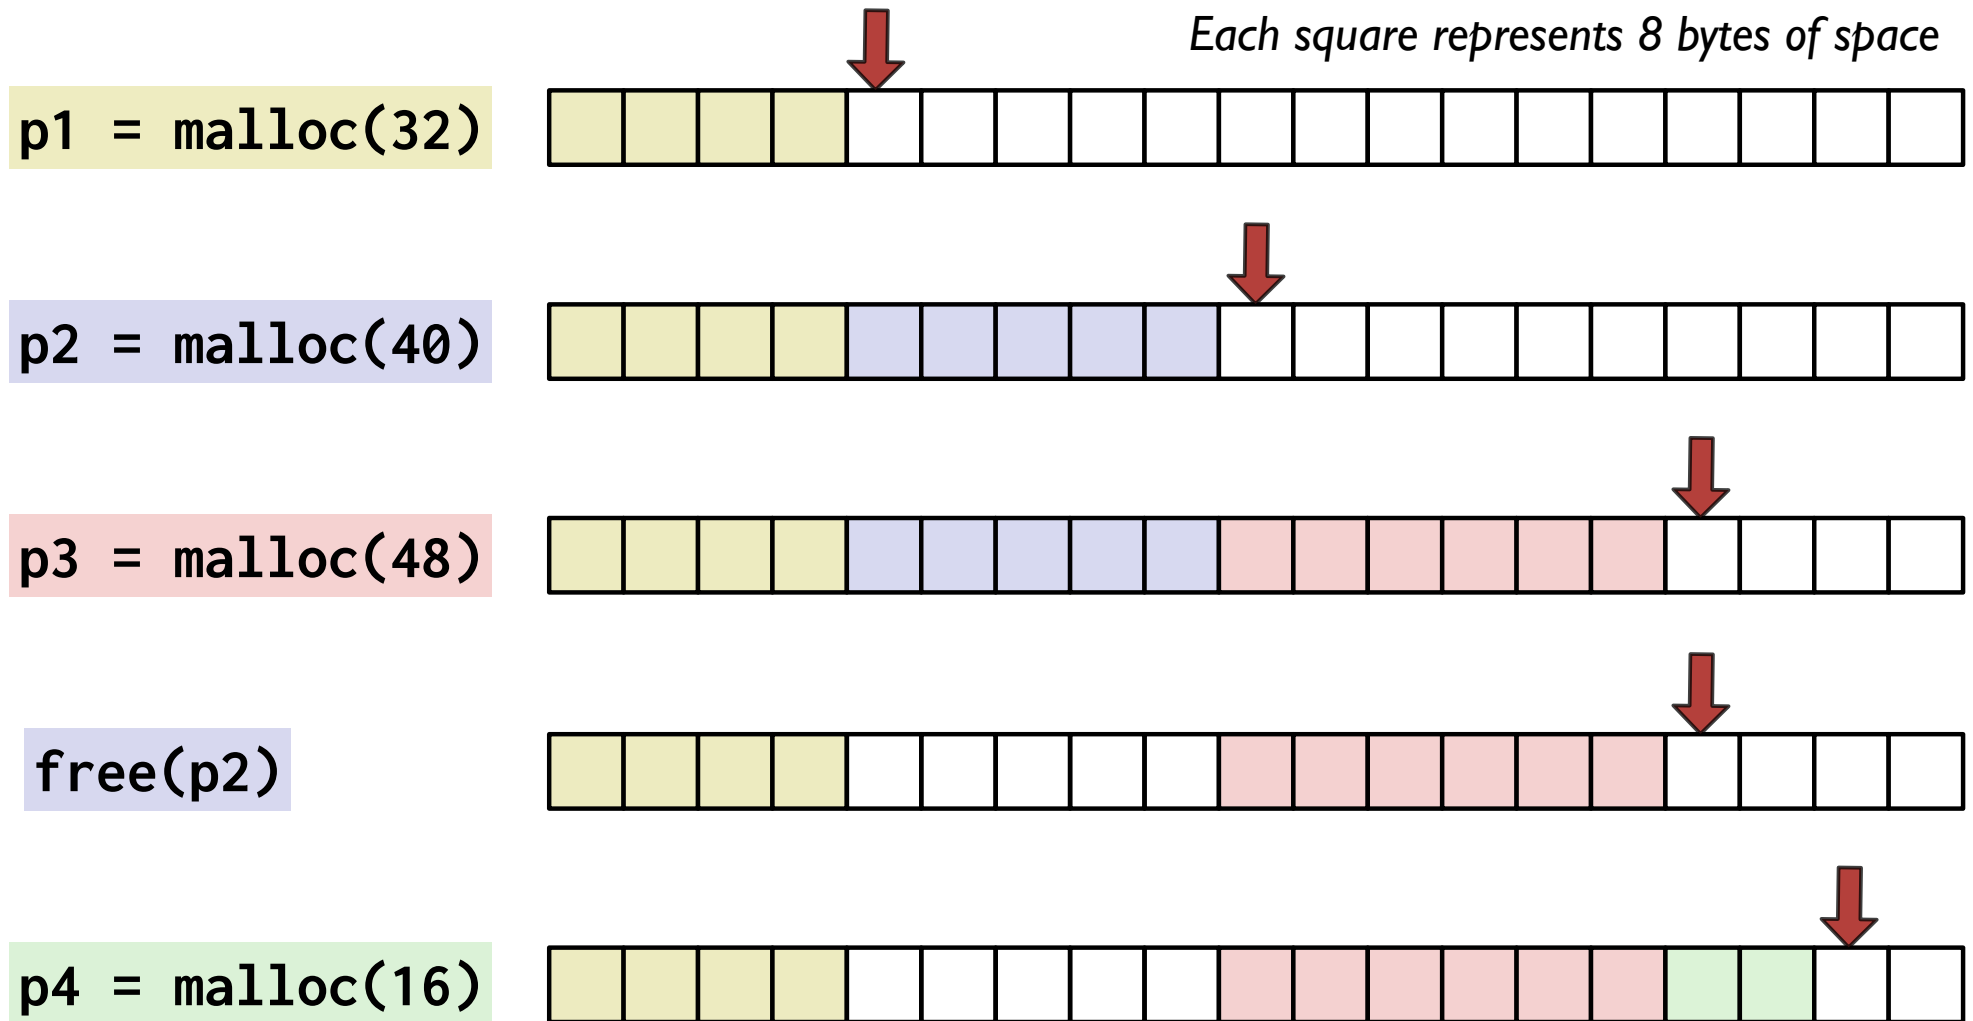 Each square represents 8 bytes of space
p1 = malloc(32)
p2 = malloc(40)
p3 = malloc(48)
free(p2)
p4 = malloc(16)